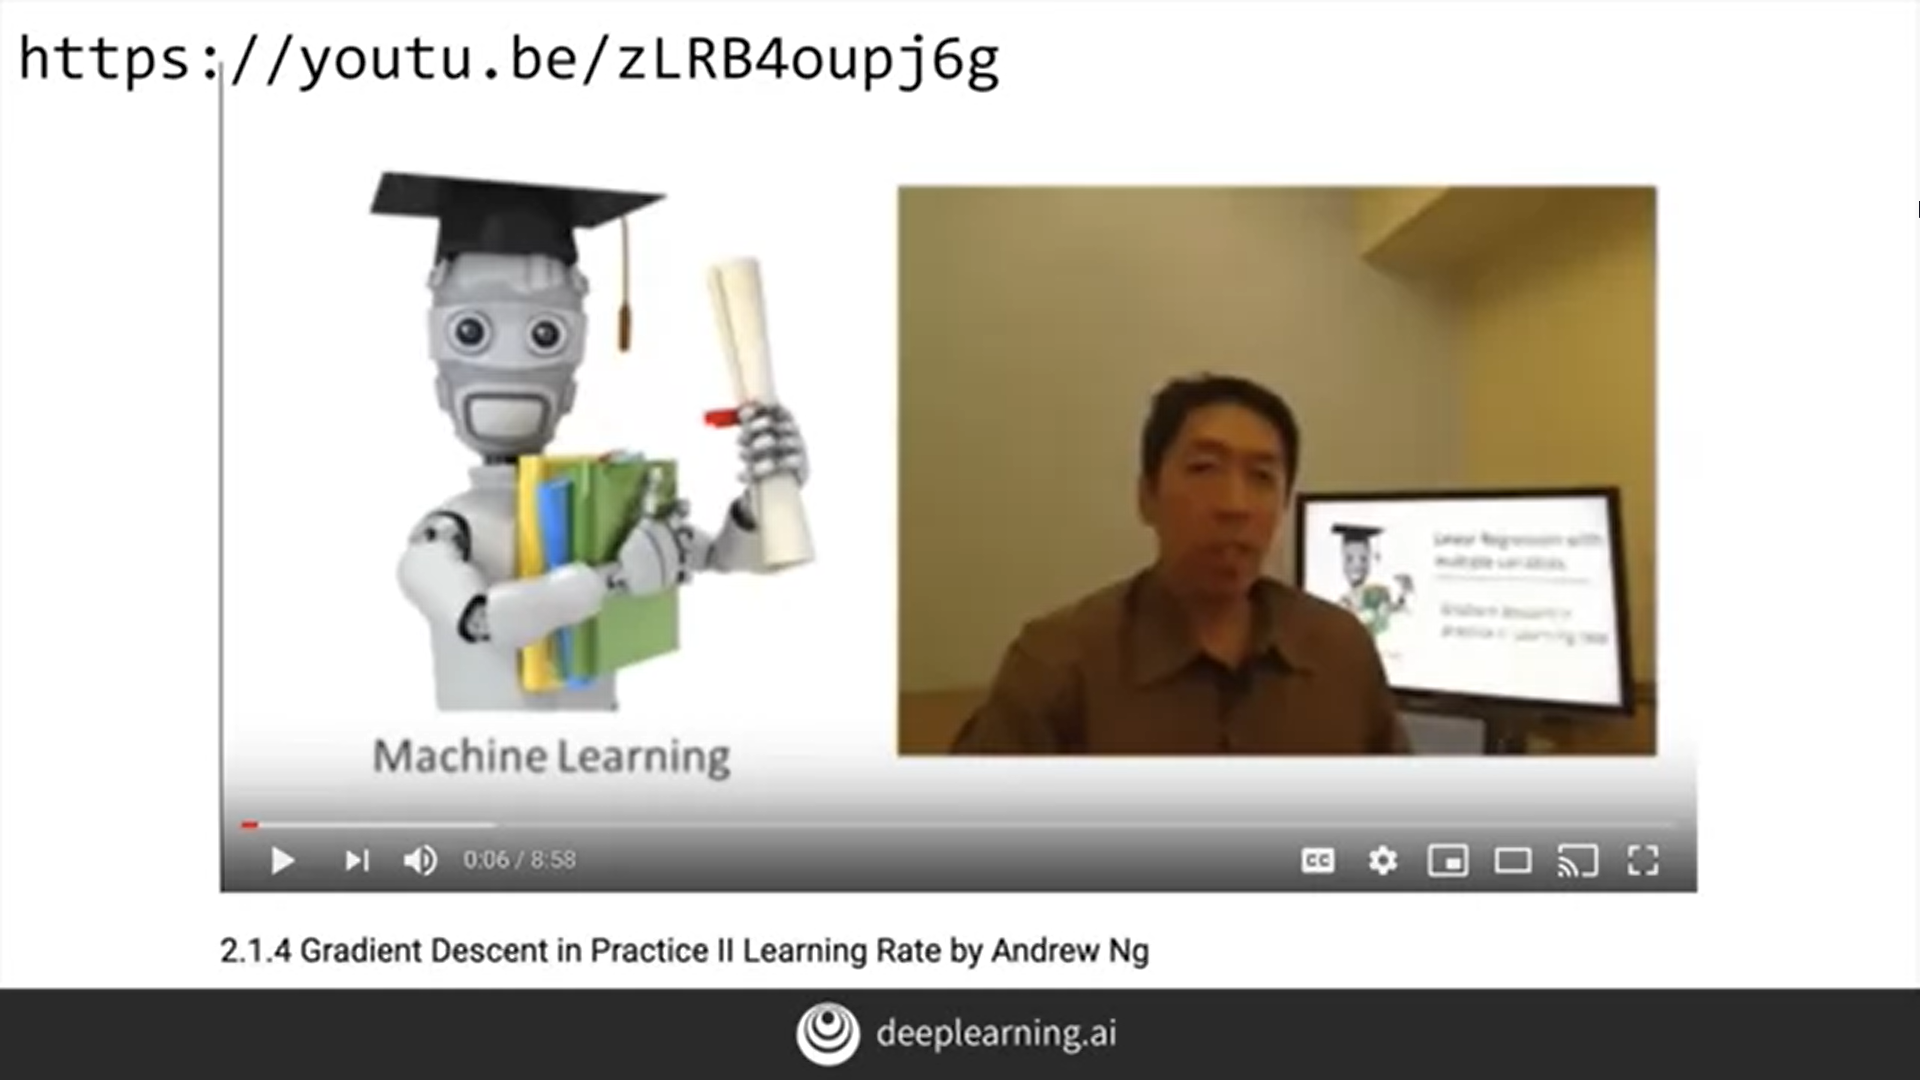 https://youtu.be/zLRB4oupj6g
Linear Regression with
multiple variables
Gradient descent in
practice II: Learning rate
Machine Learning
0:06 / 8:58
CC
2.1.4 Gradient Descent in Practice II Learning Rate by Andrew Ng
deeplearning.ai